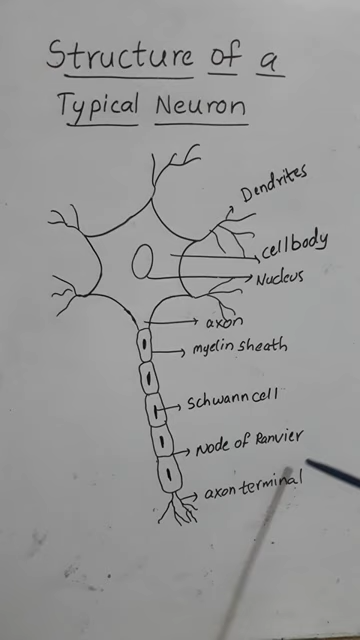 Structure of a
Typical Neuron
Dendrites
cellbody
Nucleus
axon
myelin sheath
Schwann cell
Node of Ranvier
axon terminal